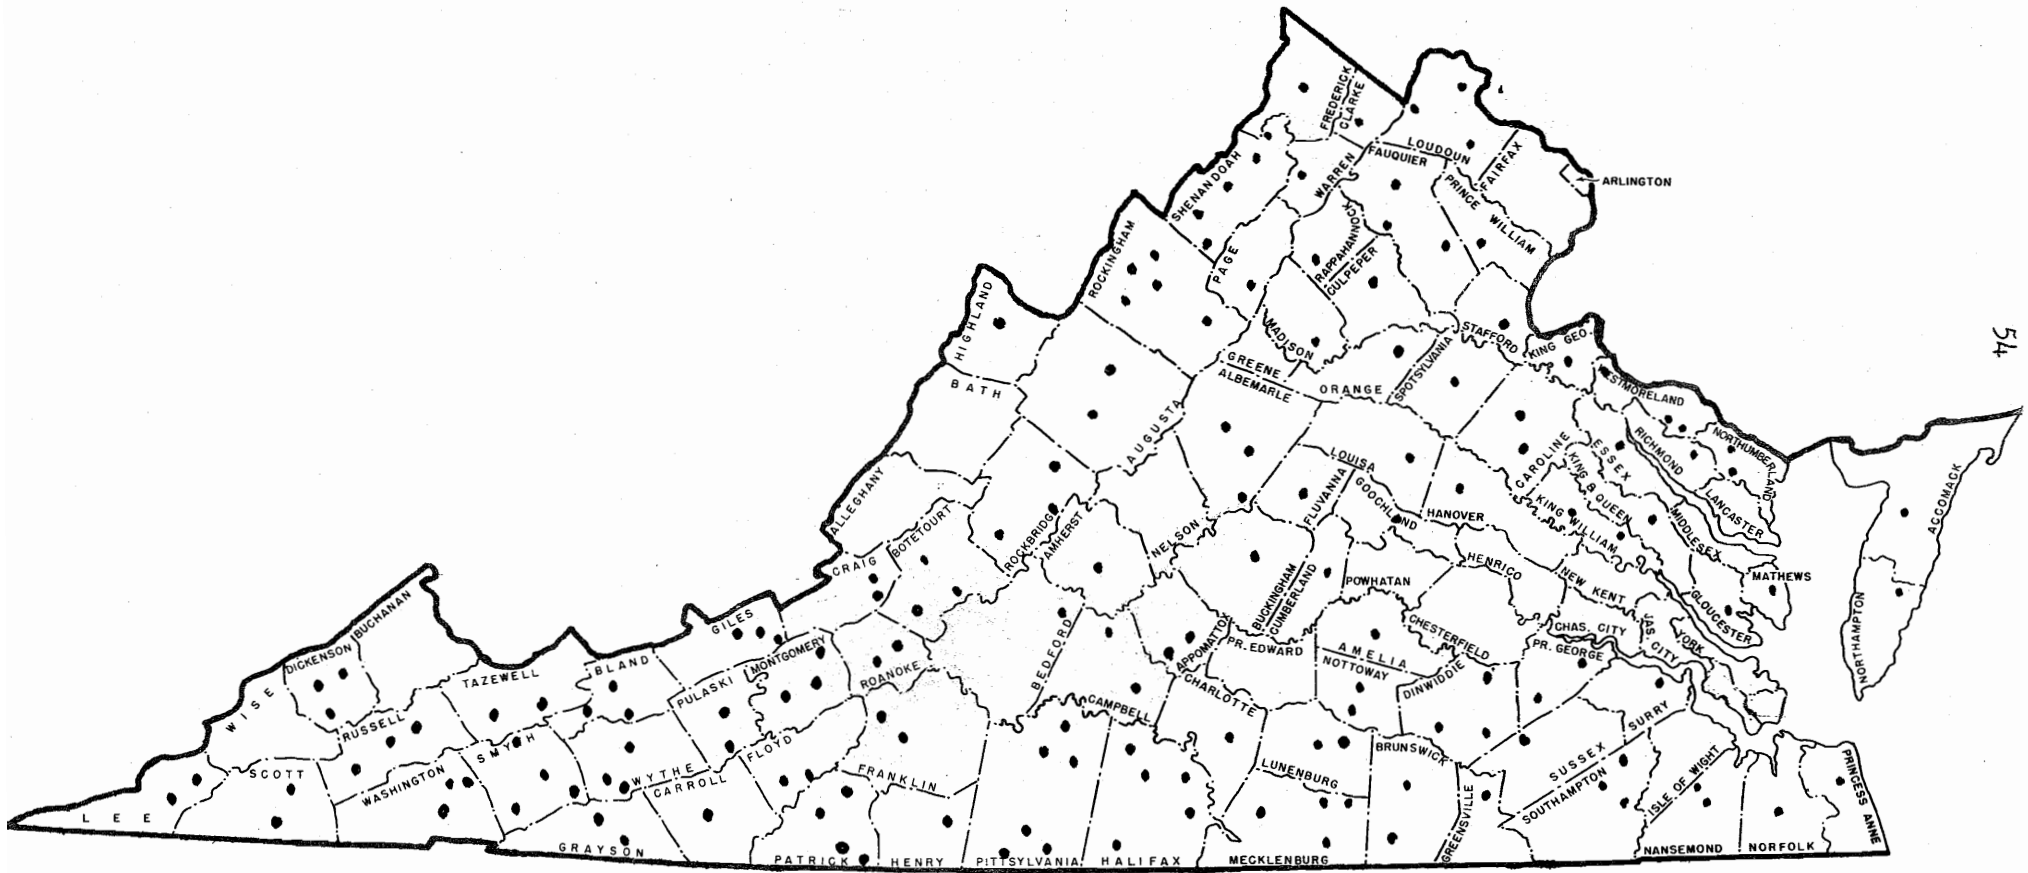 FREDERICK
CLARKE
LOUDOUN
FAUQUIER
FAIRFAX
ARLINGTON
WARREN
SHENANDOAH
PRINCE WILLIAM
RAPPAHANNOCK
CULPEPER
PAGE
ROCKINGHAM
HIGHLAND
MADISON
STAFFORD
KING GEO.
54
GREENE
ALBEMARLE
ORANGE
SPOTSYLVANIA
WESTMORELAND
BATH
AUGUSTA
CAROLINE
ESSEX
RICHMOND
NORTHUMBERLAND
LANCASTER
ACCOMACK
LOUISA
FLUVANNA
GOOCHLAND
HANOVER
KING & QUEEN
KING WILLIAM
MIDDLESEX
ALLEGHANY
BOTETOURT
ROCKBRIDGE
AMHERST
NELSON
CRAIG
BUCKINGHAM
CUMBERLAND
POWHATAN
HENRICO
NEW KENT
MATHEWS
GLOUCESTER
NORTHAMPTON
CHAS. CITY
JAS. CITY
YORK
BUCHANAN
DICKENSON
WISE
GILES
BLAND
TAZEWELL
PULASKI
MONTGOMERY
ROANOKE
BEDFORD
APPOMATTOX
PR. EDWARD
AMELIA
NOTTOWAY
CHESTERFIELD
DINWIDDIE
PR. GEORGE
CHARLOTTE
CAMPBELL
RUSSELL
SMYTH
FLOYD
SCOTT
WASHINGTON
WYTHE
CARROLL
FRANKLIN
LUNENBURG
BRUNSWICK
SURRY
SUSSEX
SOUTHAMPTON
ISLE OF WIGHT
GREENSVILLE
PRINCESS ANNE
LEE
GRAYSON
PATRICK
HENRY
PITTSYLVANIA
HALIFAX
MECKLENBURG
NANSEMOND
NORFOLK